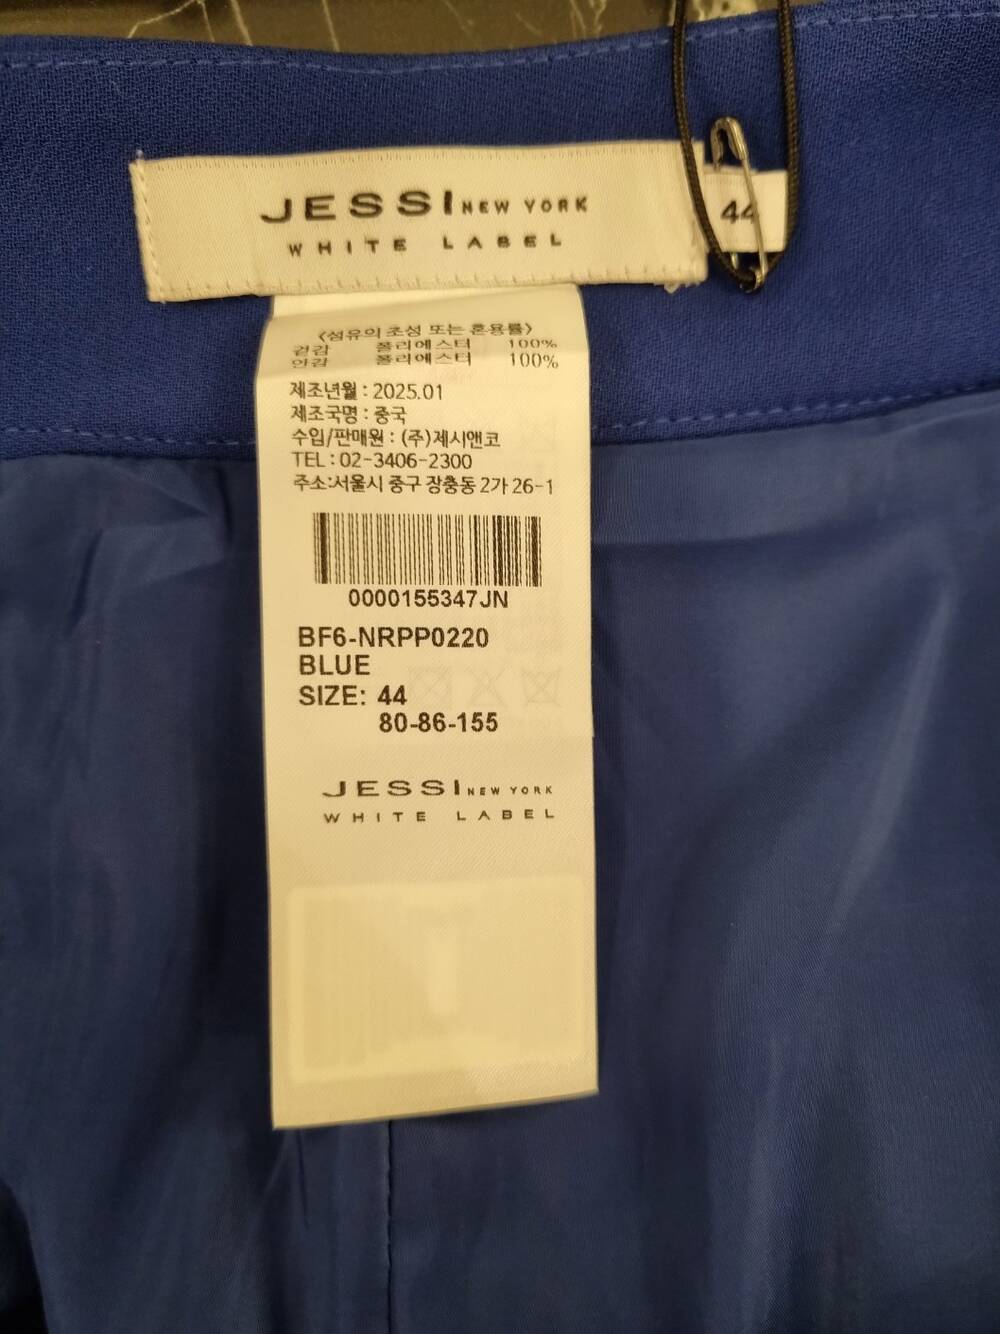 JESSI NEW YORK
WHITE LABEL
44
<섬유의 조성 또는 혼용률>
겉감 폴리에스터 100%
안감 폴리에스터 100%
제조년월 : 2025.01
제조국명 : 중국
수입/판매원 : (주)제시앤코
TEL : 02-3406-2300
주소:서울시 중구 장충동 2가 26-1
0000155347JN
BF6-NRPP0220
BLUE
SIZE: 44
80-86-155
JESSI NEW YORK
WHITE LABEL